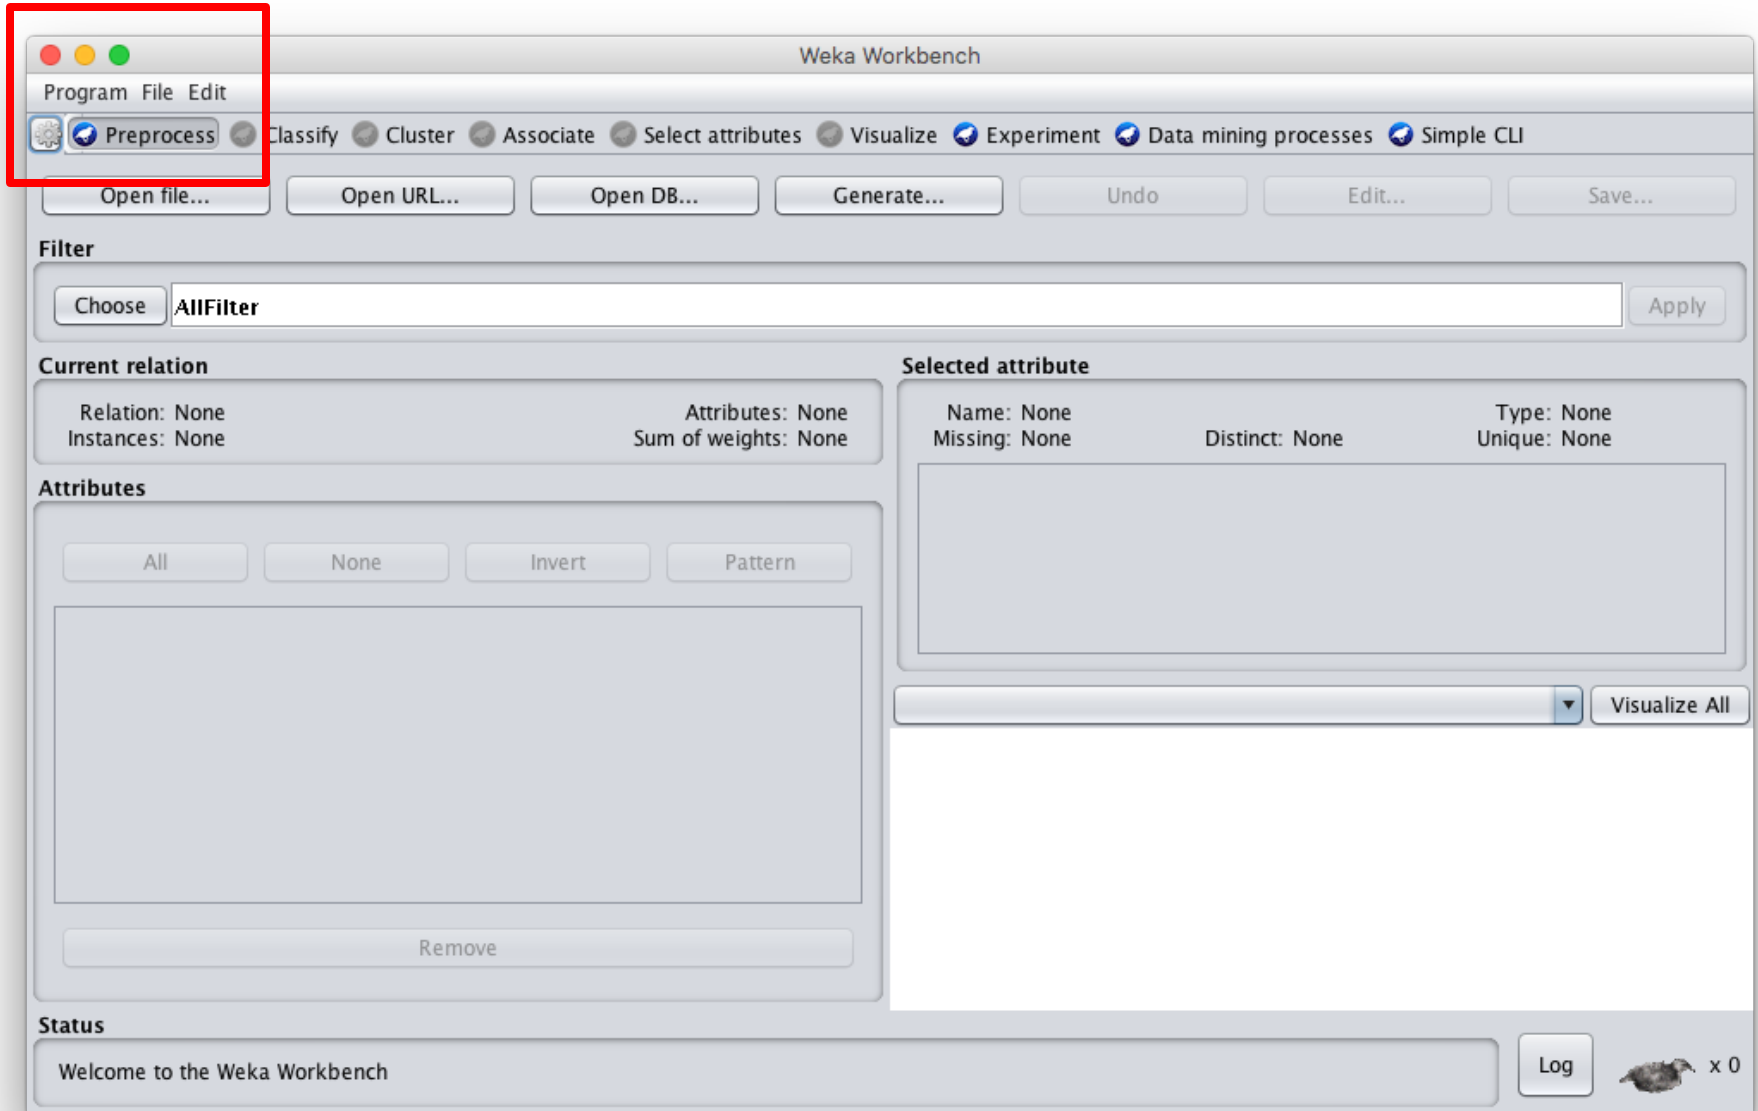 Weka Workbench
Program File Edit
Preprocess Classify Cluster Associate Select attributes Visualize Experiment Data mining processes Simple CLI
Open file... Open URL... Open DB... Generate... Undo Edit... Save...
Filter
Choose AllFilter Apply
Current relation
Relation: None Attributes: None
Instances: None Sum of weights: None
Selected attribute
Name: None Type: None
Missing: None Distinct: None Unique: None
Attributes
All None Invert Pattern
Remove
Visualize All
Status
Welcome to the Weka Workbench
Log x 0